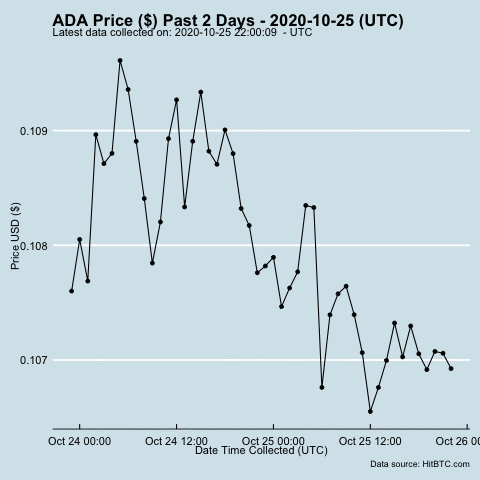 ADA Price ($) Past 2 Days - 2020-10-25 (UTC)
Latest data collected on: 2020-10-25 22:00:09 - UTC
0.109
0.108
0.107
Price USD ($)
Oct 24 00:00 Oct 24 12:00 Oct 25 00:00 Oct 25 12:00 Oct 26 0
Date Time Collected (UTC)
Data source: HitBTC.com